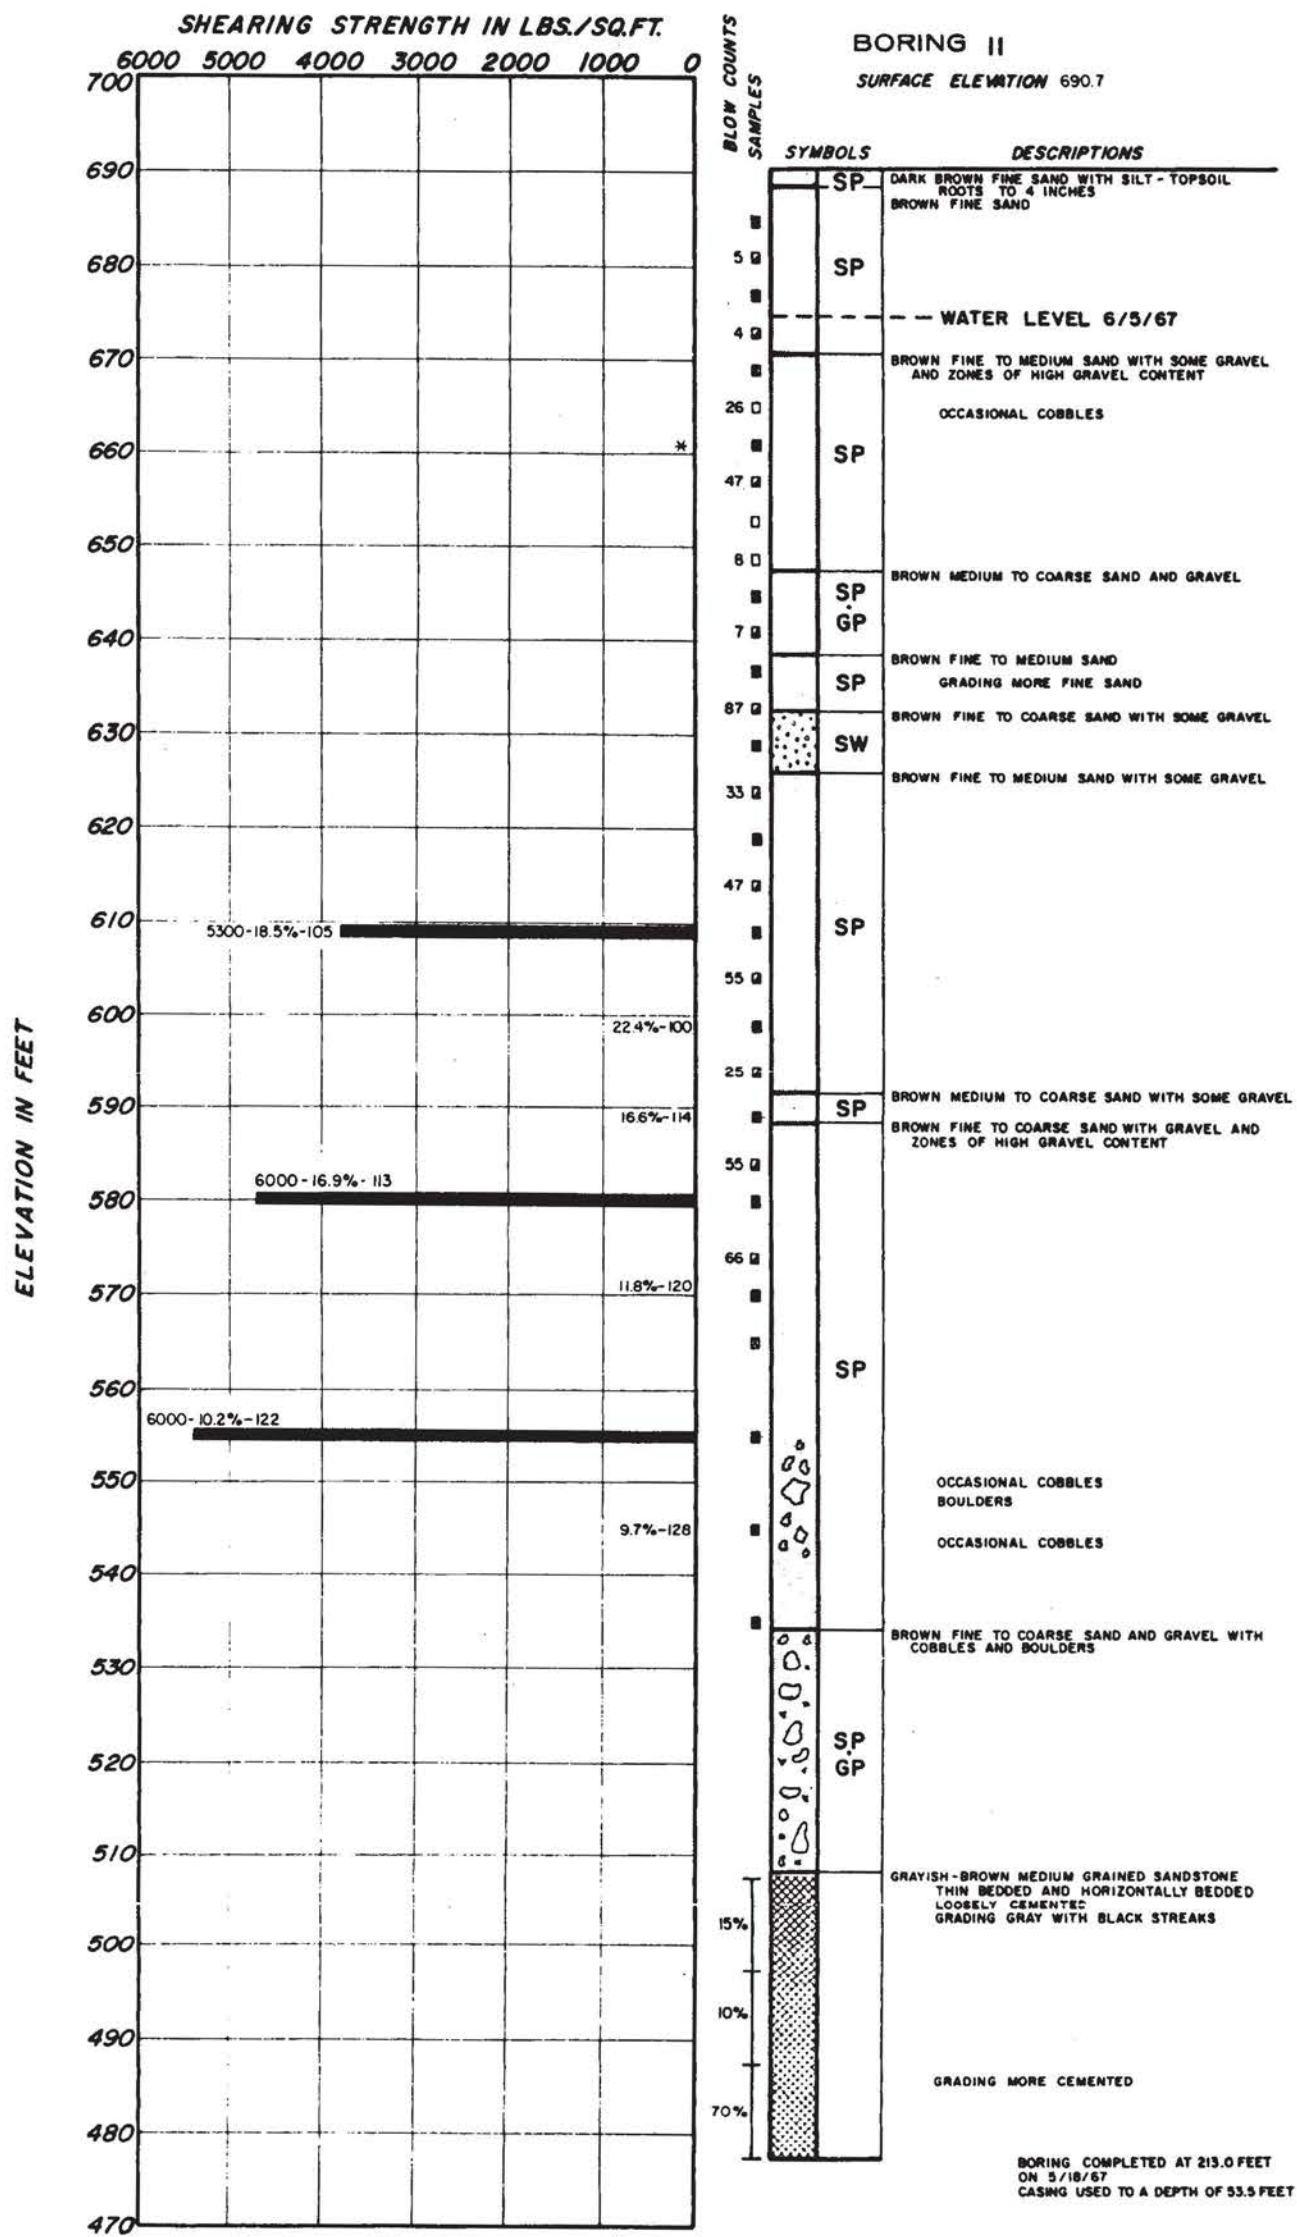 SHEARING STRENGTH IN LBS./SQ.FT.
6000 5000 4000 3000 2000 1000 0
BLOW COUNTS
SAMPLES
BORING 11
SURFACE ELEVATION 690.7
SYMBOLS DESCRIPTIONS
ELEVATION IN FEET
700
690
SP DARK BROWN FINE SAND WITH SILT - TOPSOIL
ROOTS TO 4 INCHES
BROWN FINE SAND
5
680
SP
WATER LEVEL 6/5/67
4
670
BROWN FINE TO MEDIUM SAND WITH SOME GRAVEL
AND ZONES OF HIGH GRAVEL CONTENT
26
OCCASIONAL COBBLES
660
*
SP
47
650
8
BROWN MEDIUM TO COARSE SAND AND GRAVEL
SP
GP
7
640
BROWN FINE TO MEDIUM SAND
SP
GRADING MORE FINE SAND
87
BROWN FINE TO COARSE SAND WITH SOME GRAVEL
630
SW
BROWN FINE TO MEDIUM SAND WITH SOME GRAVEL
33
620
47
610
5300-18.5%-105
SP
55
600
22.4%-100
25
590
BROWN MEDIUM TO COARSE SAND WITH SOME GRAVEL
16.6%-114
SP
BROWN FINE TO COARSE SAND WITH GRAVEL AND
ZONES OF HIGH GRAVEL CONTENT
55
6000-16.9%-113
580
66
11.8%-120
570
SP
560
6000-10.2%-122
550
OCCASIONAL COBBLES
BOULDERS
9.7%-128
OCCASIONAL COBBLES
540
BROWN FINE TO COARSE SAND AND GRAVEL WITH
COBBLES AND BOULDERS
530
SP
GP
520
510
GRAYISH-BROWN MEDIUM GRAINED SANDSTONE
THIN BEDDED AND HORIZONTALLY BEDDED
LOOSELY CEMENTED
GRADING GRAY WITH BLACK STREAKS
15%
500
10%
490
GRADING MORE CEMENTED
70%
480
BORING COMPLETED AT 213.0 FEET
ON 5/18/67
CASING USED TO A DEPTH OF 53.5 FEET
470